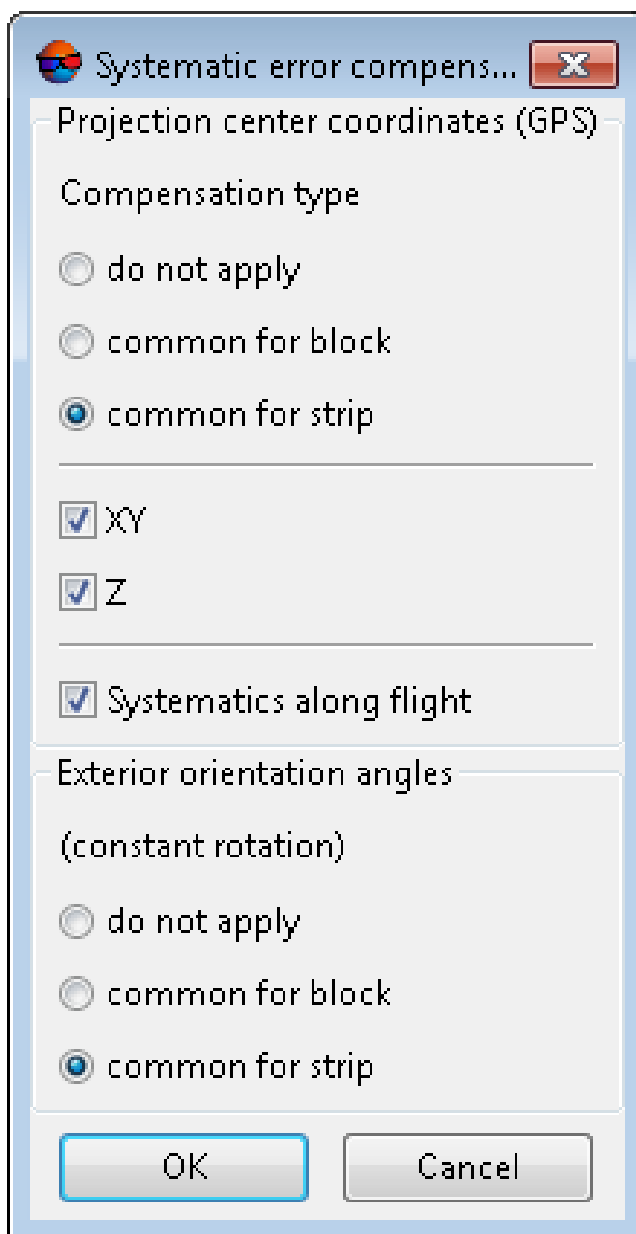 Systematic error compens...
Projection center coordinates (GPS)
Compensation type
do not apply
common for block
common for strip
XY
Z
Systematics along flight
Exterior orientation angles
(constant rotation)
do not apply
common for block
common for strip
OK
Cancel